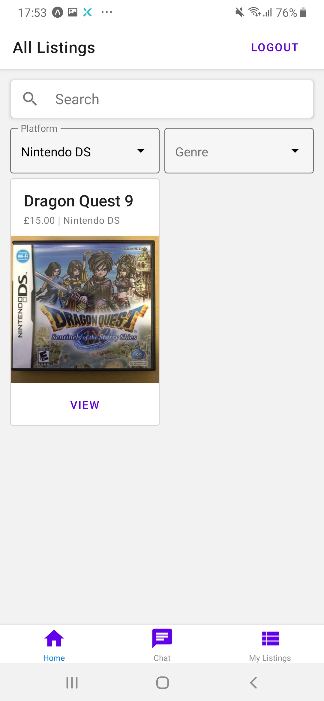 17:53
76%
All Listings
LOGOUT
Search
Platform
Nintendo DS
Genre
Dragon Quest 9
£15.00 | Nintendo DS
NINTENDO DS
DRAGON QUEST IX
Sentinels of the Starry Skies
E
VIEW
Home
Chat
My Listings